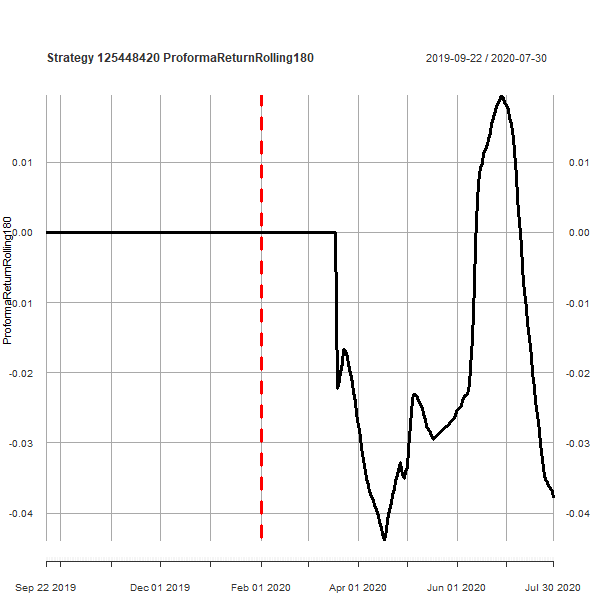 Strategy 125448420 ProformaReturnRolling180
2019-09-22 / 2020-07-30
ProformaReturnRolling180
0.01 0.01
0.00 0.00
-0.01 -0.01
-0.02 -0.02
-0.03 -0.03
-0.04 -0.04
Sep 22 2019 Dec 01 2019 Feb 01 2020 Apr 01 2020 Jun 01 2020 Jul 30 2020